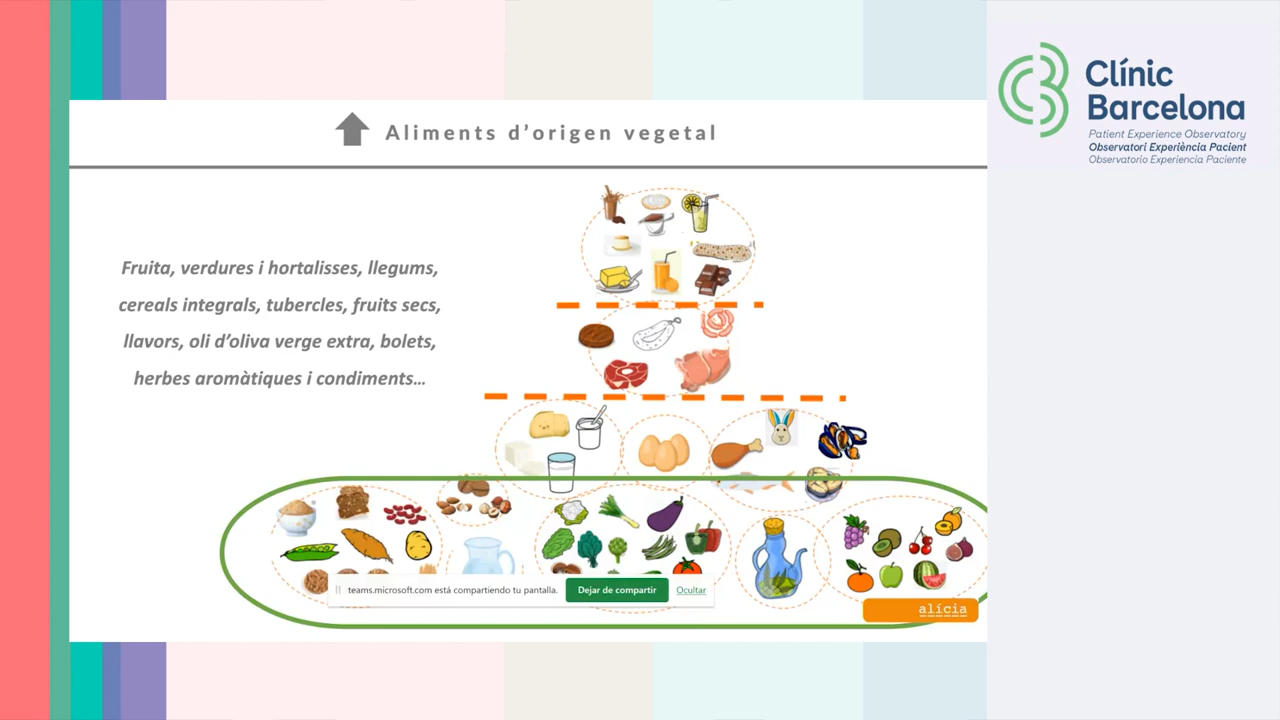 Clínic
Barcelona
Patient Experience Observatory
Observatori Experiència Pacient
Observatorio Experiencia Paciente
Aliments d’origen vegetal
Fruita, verdures i hortalisses, llegums,
cereals integrals, tubercles, fruits secs,
llavors, oli d’oliva verge extra, bolets,
herbes aromàtiques i condiments…
teams.microsoft.com está compartiendo tu pantalla.
Dejar de compartir
Ocultar
alícia